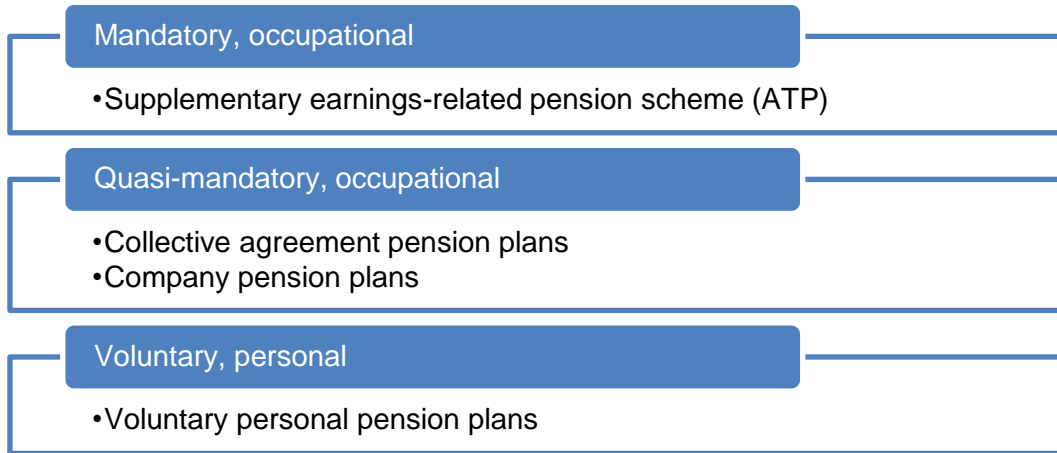 Mandatory, occupational
•Supplementary earnings-related pension scheme (ATP)
Quasi-mandatory, occupational
•Collective agreement pension plans
•Company pension plans
Voluntary, personal
•Voluntary personal pension plans